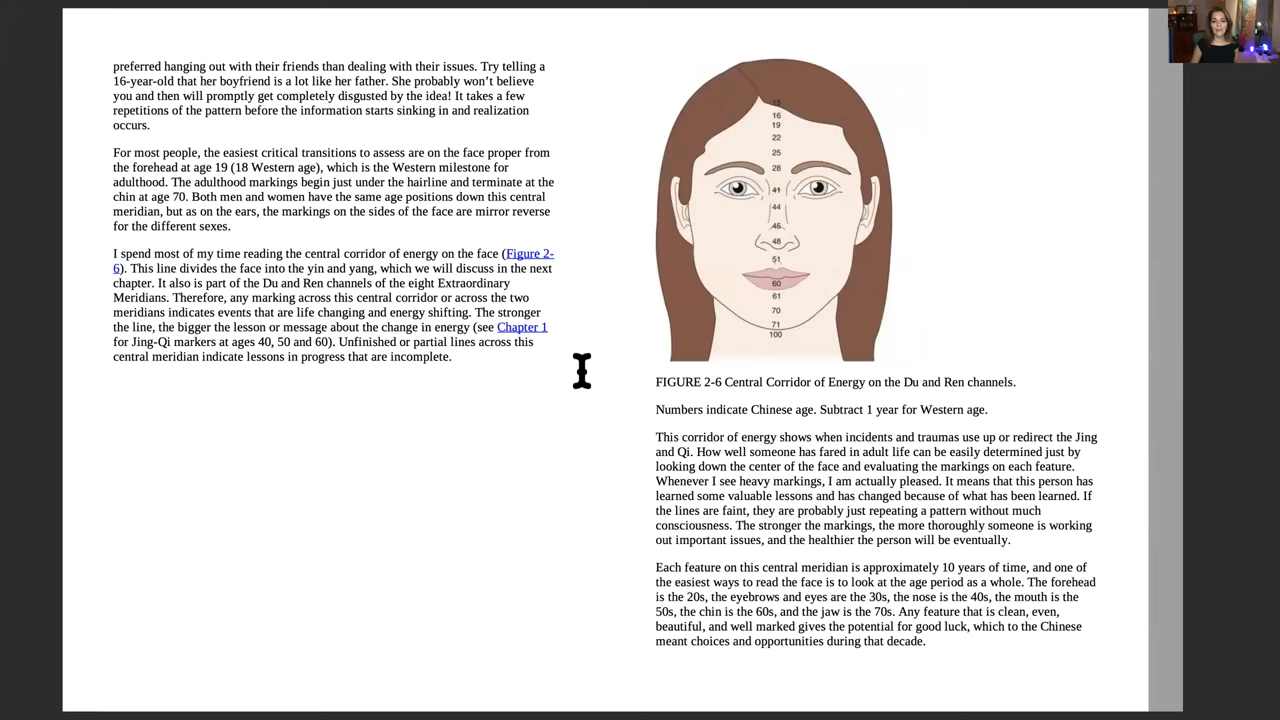 preferred hanging out with their friends than dealing with their issues. Try telling a
16-year-old that her boyfriend is a lot like her father. She probably won't believe
you and then will promptly get completely disgusted by the idea! It takes a few
repetitions of the pattern before the information starts sinking in and realization
occurs.
For most people, the easiest critical transitions to assess are on the face proper from
the forehead at age 19 (18 Western age), which is the Western milestone for
adulthood. The adulthood markings begin just under the hairline and terminate at the
chin at age 70. Both men and women have the same age positions down this central
meridian, but as on the ears, the markings on the sides of the face are mirror reverse
for the different sexes.
I spend most of my time reading the central corridor of energy on the face (Figure 2-
6). This line divides the face into the yin and yang, which we will discuss in the next
chapter. It also is part of the Du and Ren channels of the eight Extraordinary
Meridians. Therefore, any marking across this central corridor or across the two
meridians indicates events that are life changing and energy shifting. The stronger
the line, the bigger the lesson or message about the change in energy (see Chapter 1
for Jing-Qi markers at ages 40, 50 and 60). Unfinished or partial lines across this
central meridian indicate lessons in progress that are incomplete.
15
16
19
22
25
28
41
44
45
48
51
60
61
70
71
100
FIGURE 2-6 Central Corridor of Energy on the Du and Ren channels.
Numbers indicate Chinese age. Subtract 1 year for Western age.
This corridor of energy shows when incidents and traumas use up or redirect the Jing
and Qi. How well someone has fared in adult life can be easily determined just by
looking down the center of the face and evaluating the markings on each feature.
Whenever I see heavy markings, I am actually pleased. It means that this person has
learned some valuable lessons and has changed because of what has been learned. If
the lines are faint, they are probably just repeating a pattern without much
consciousness. The stronger the markings, the more thoroughly someone is working
out important issues, and the healthier the person will be eventually.
Each feature on this central meridian is approximately 10 years of time, and one of
the easiest ways to read the face is to look at the age period as a whole. The forehead
is the 20s, the eyebrows and eyes are the 30s, the nose is the 40s, the mouth is the
50s, the chin is the 60s, and the jaw is the 70s. Any feature that is clean, even,
beautiful, and well marked gives the potential for good luck, which to the Chinese
meant choices and opportunities during that decade.